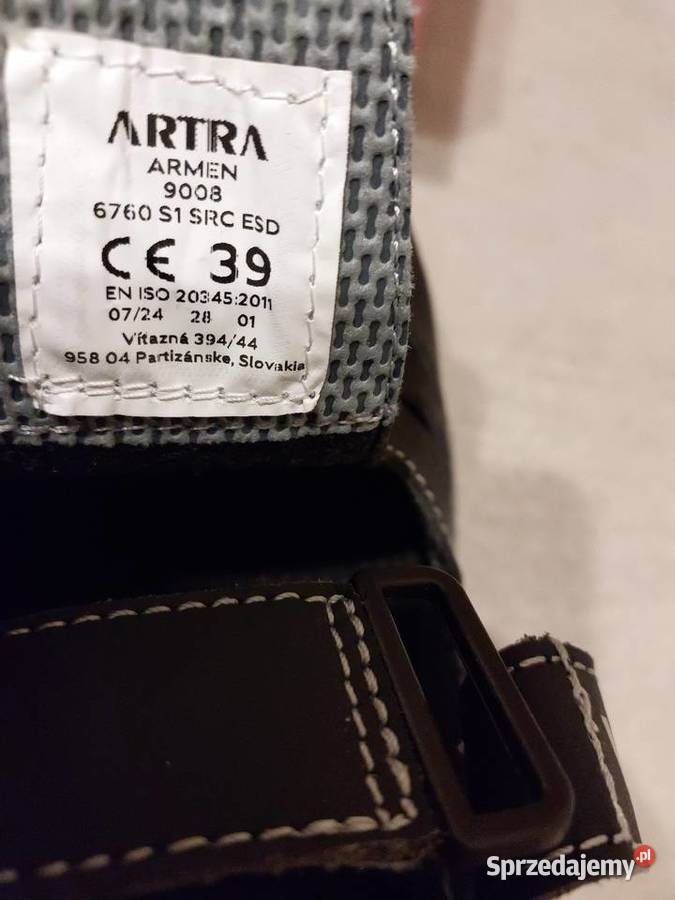 ARTRA
ARMEN
9008
6760 S1 SRC ESD
CE 39
EN ISO 20345:2011
07/24 28 01
Víťazná 394/44
958 04 Partizánske, Slovakia
Sprzedajemy.pl